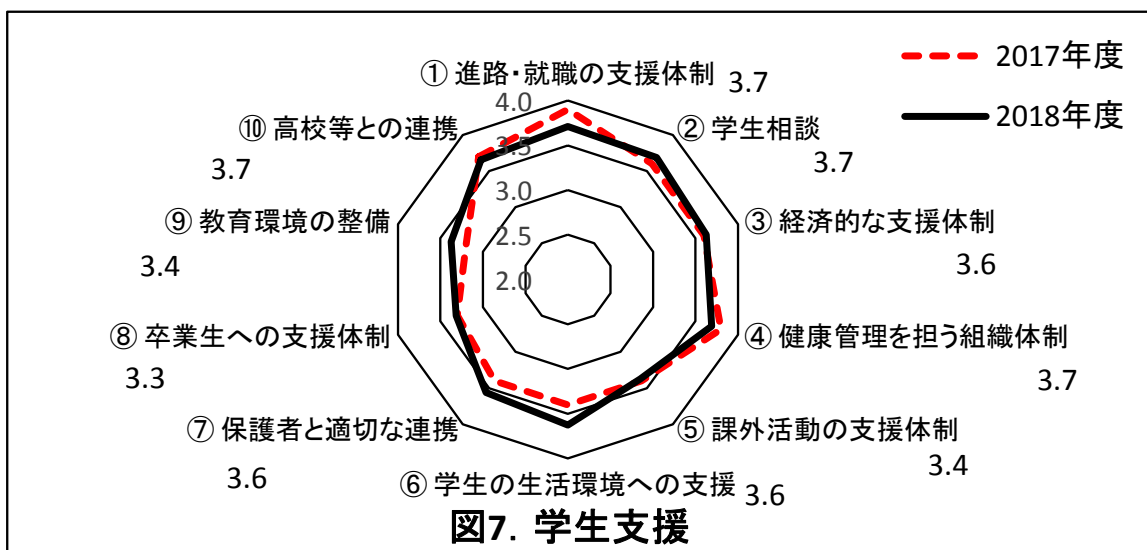 2017年度
2018年度
① 進路・就職の支援体制 3.7
② 学生相談
3.7
③ 経済的な支援体制
3.6
④ 健康管理を担う組織体制
3.7
⑤ 課外活動の支援体制
3.4
⑥ 学生の生活環境への支援 3.6
⑦ 保護者と適切な連携
3.6
⑧ 卒業生への支援体制
3.3
⑨ 教育環境の整備
3.4
⑩ 高校等との連携
3.7
4.0
3.5
3.0
2.5
2.0
図7. 学生支援